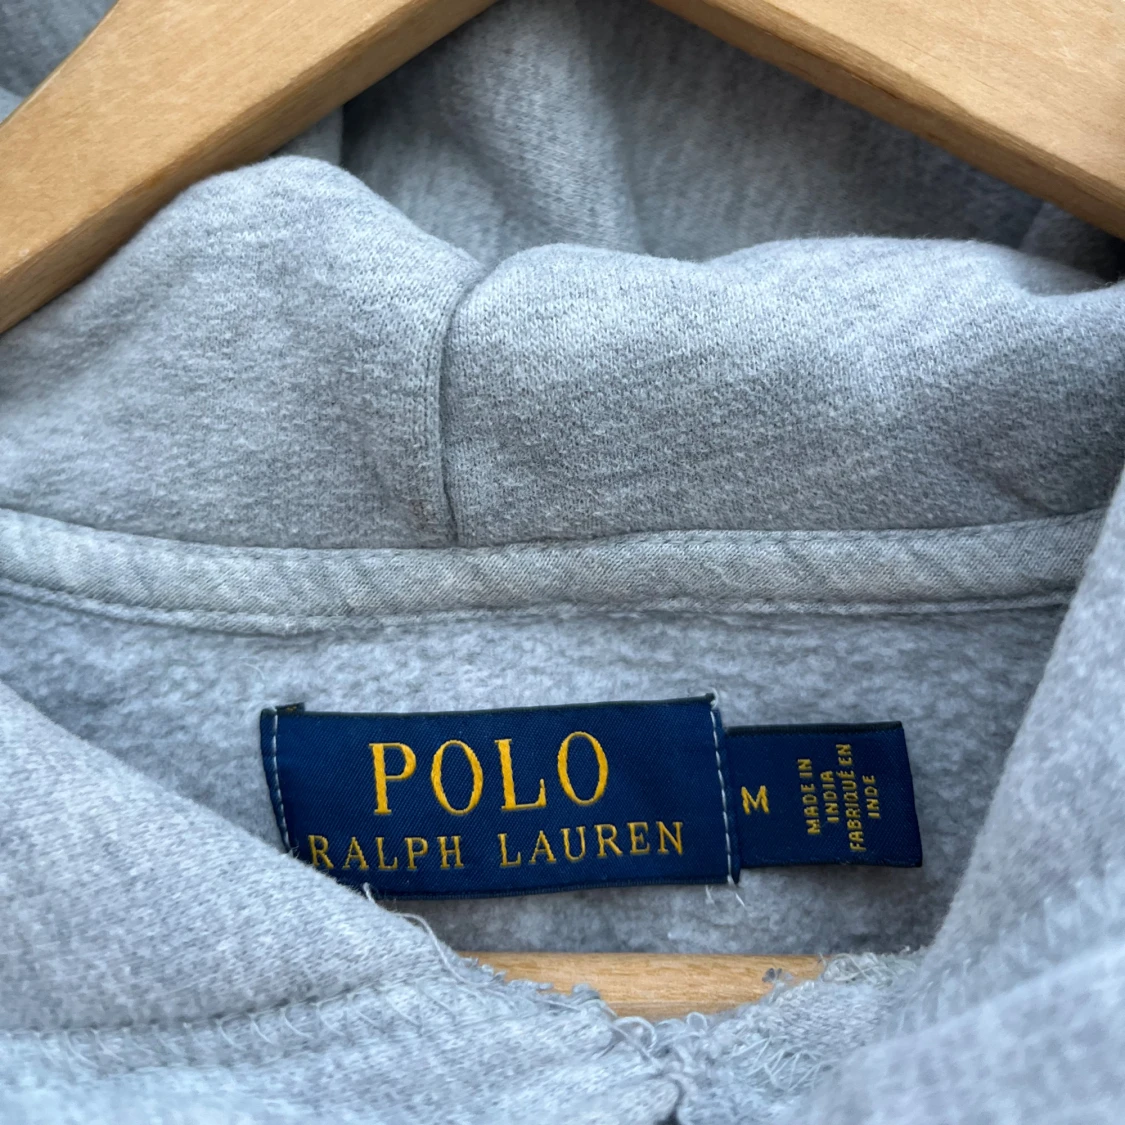 POLO
RALPH LAUREN
M
MADE IN
INDIA
FABRIQUÉ EN
INDE